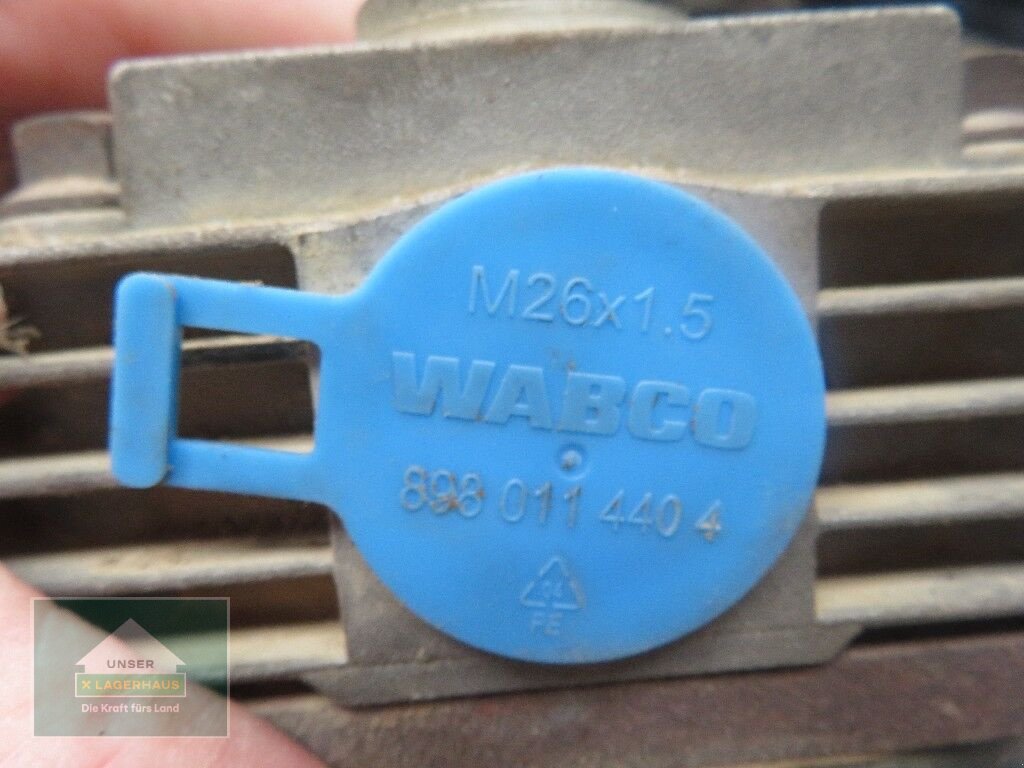 M26x1.5
WABCO
898 011 440 4
04
PE
UNSER
X LAGERHAUS
Die Kraft fürs Land